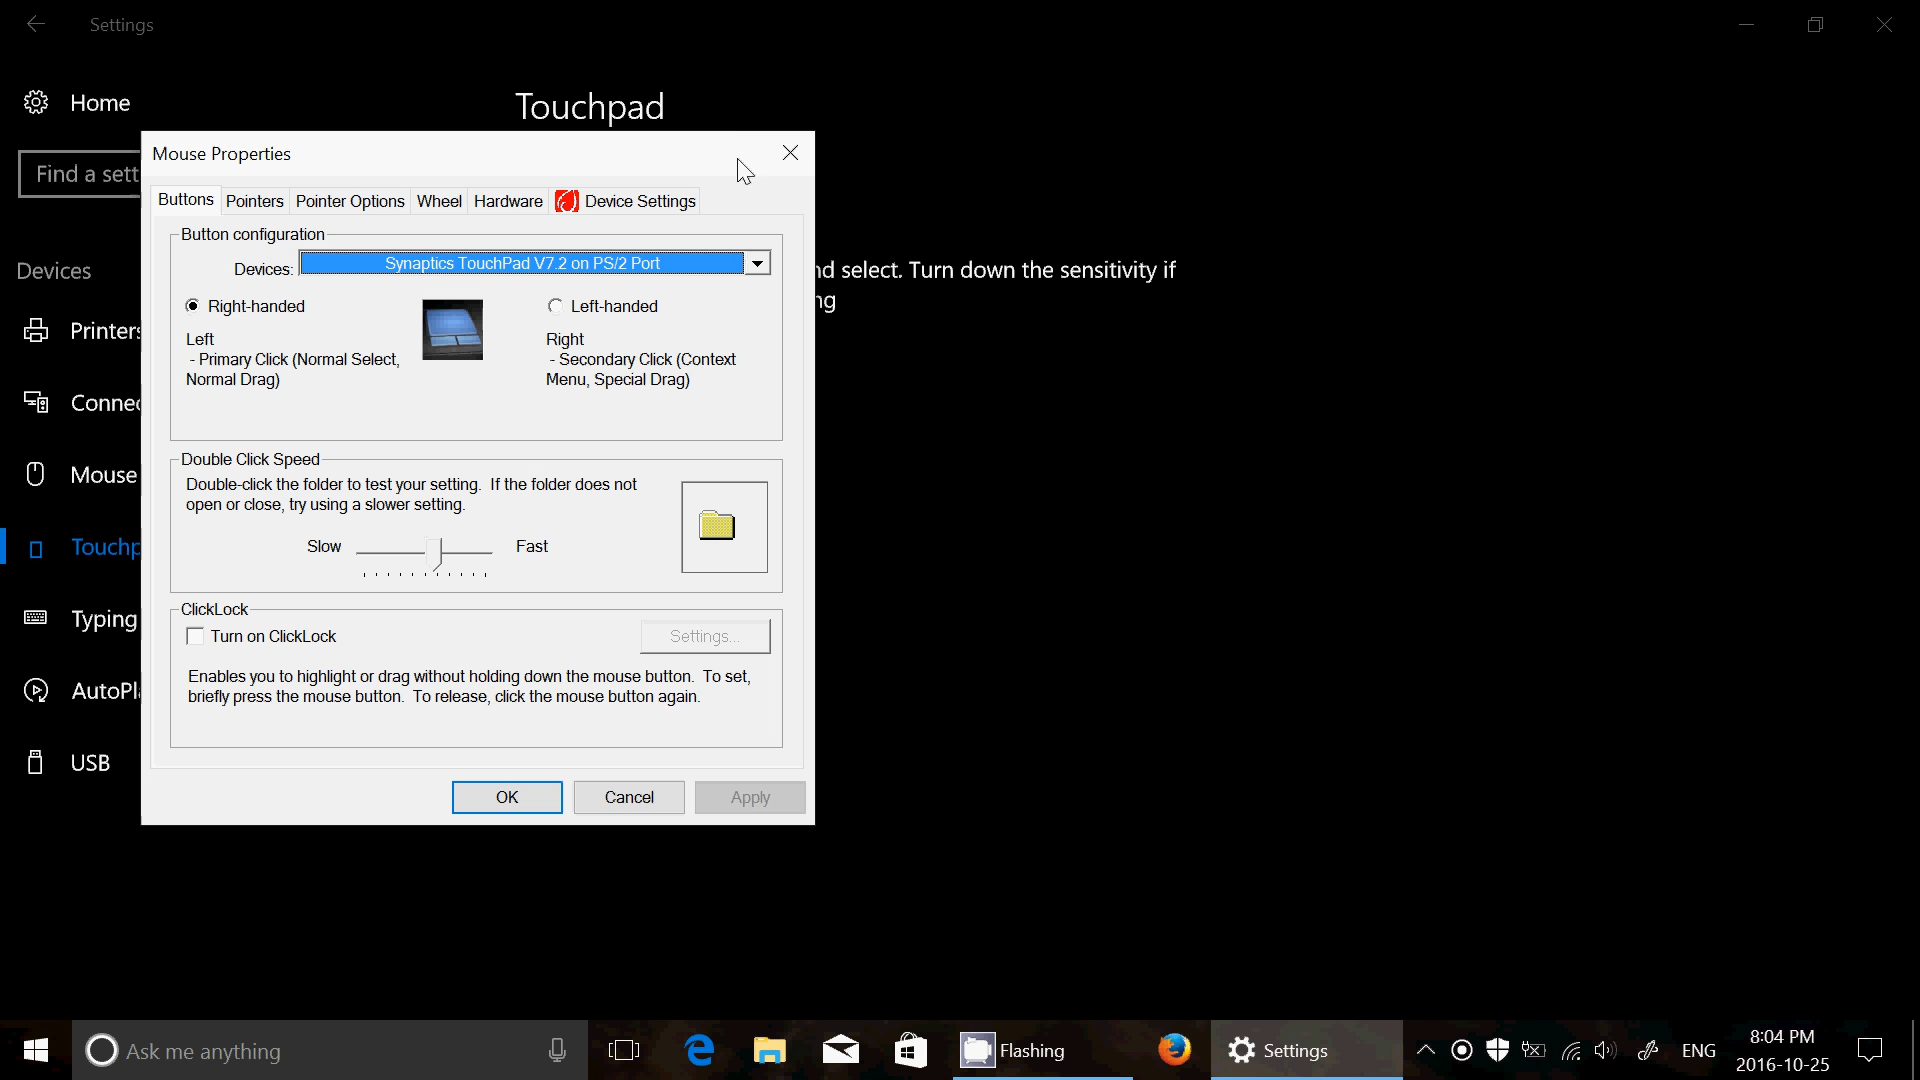 Settings
Home
Touchpad
Find a sett
Mouse Properties
Buttons Pointers Pointer Options Wheel Hardware Device Settings
Button configuration
Devices: Synaptics TouchPad V7.2 on PS/2 Port
Right-handed
Left-handed
Left
- Primary Click (Normal Select,
Normal Drag)
Right
- Secondary Click (Context
Menu, Special Drag)
Double Click Speed
Double-click the folder to test your setting. If the folder does not
open or close, try using a slower setting.
Slow
Fast
ClickLock
Turn on ClickLock
Settings...
Enables you to highlight or drag without holding down the mouse button. To set,
briefly press the mouse button. To release, click the mouse button again.
OK Cancel Apply
nd select. Turn down the sensitivity if
ng
Devices
Printers
Connec
Mouse
Touchp
Typing
AutoPla
USB
Ask me anything
Flashing
Settings
ENG
8:04 PM
2016-10-25